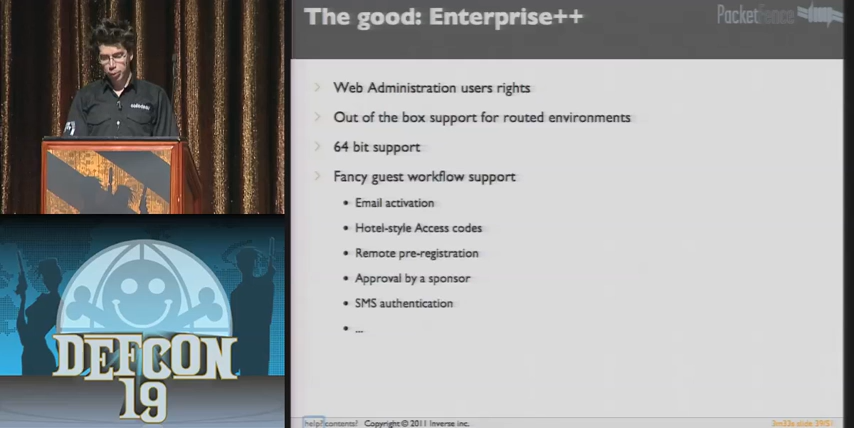 The good: Enterprise++
PacketFence
Web Administration users rights
Out of the box support for routed environments
64 bit support
Fancy guest workflow support
• Email activation
• Hotel-style Access codes
• Remote pre-registration
• Approval by a sponsor
• SMS authentication
• ...
DEFCON
19
help? contents? Copyright © 2011 Inverse inc.